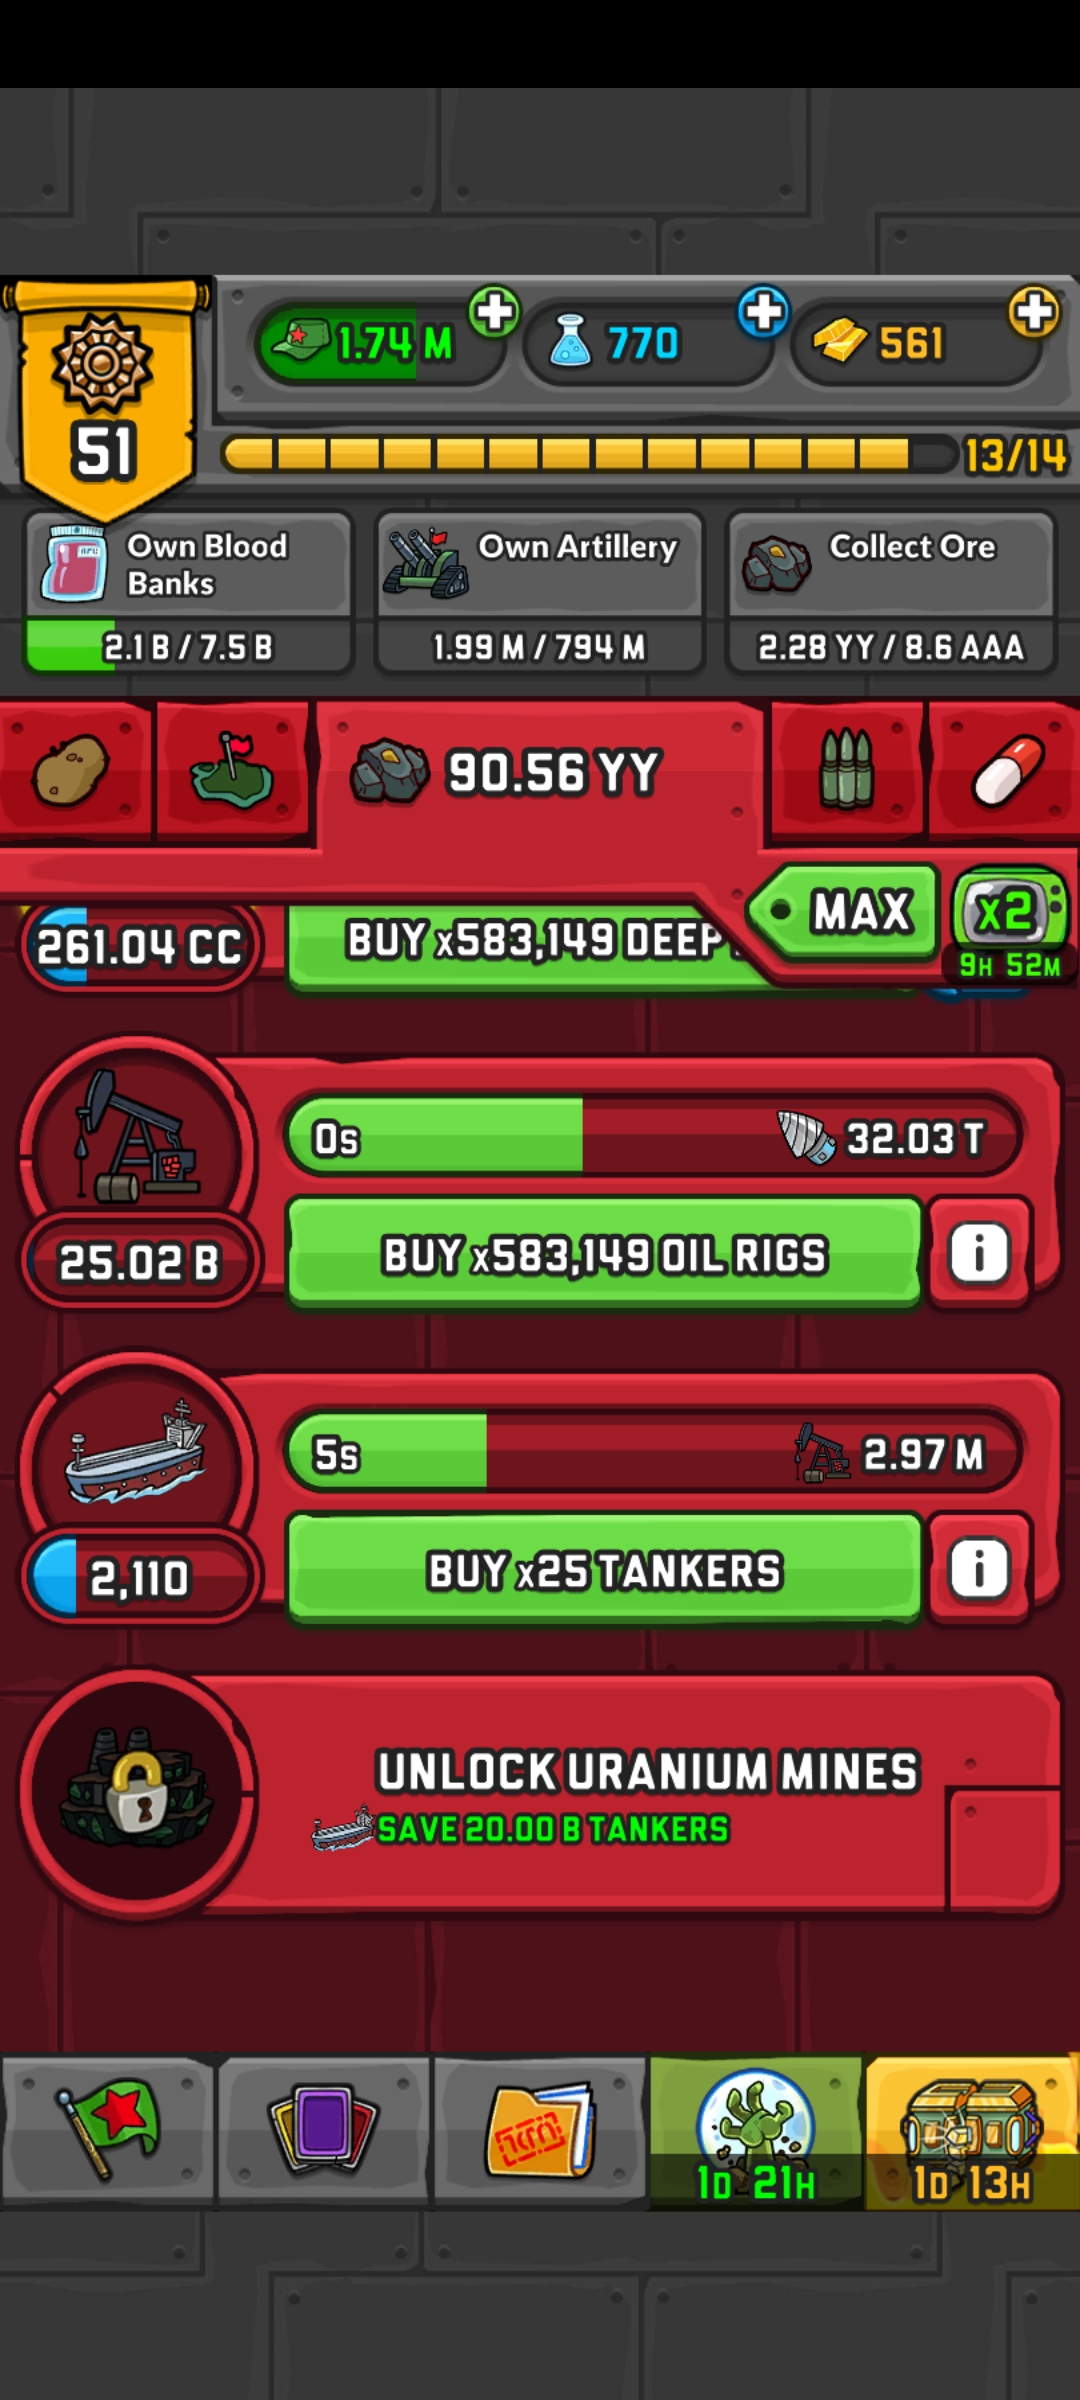 51
1.74 M
770
561
13/14
Own Blood
Banks
2.1 B / 7.5 B
Own Artillery
1.99 M / 794 M
Collect Ore
2.28 YY / 8.6 AAA
90.56 YY
MAX
x2
9H 52M
261.04 CC
BUY x583,149 DEEP
0s
32.03 T
25.02 B
BUY x583,149 OIL RIGS
i
5s
2.97 M
2,110
BUY x25 TANKERS
i
UNLOCK URANIUM MINES
SAVE 20.00 B TANKERS
1D 21H
1D 13H